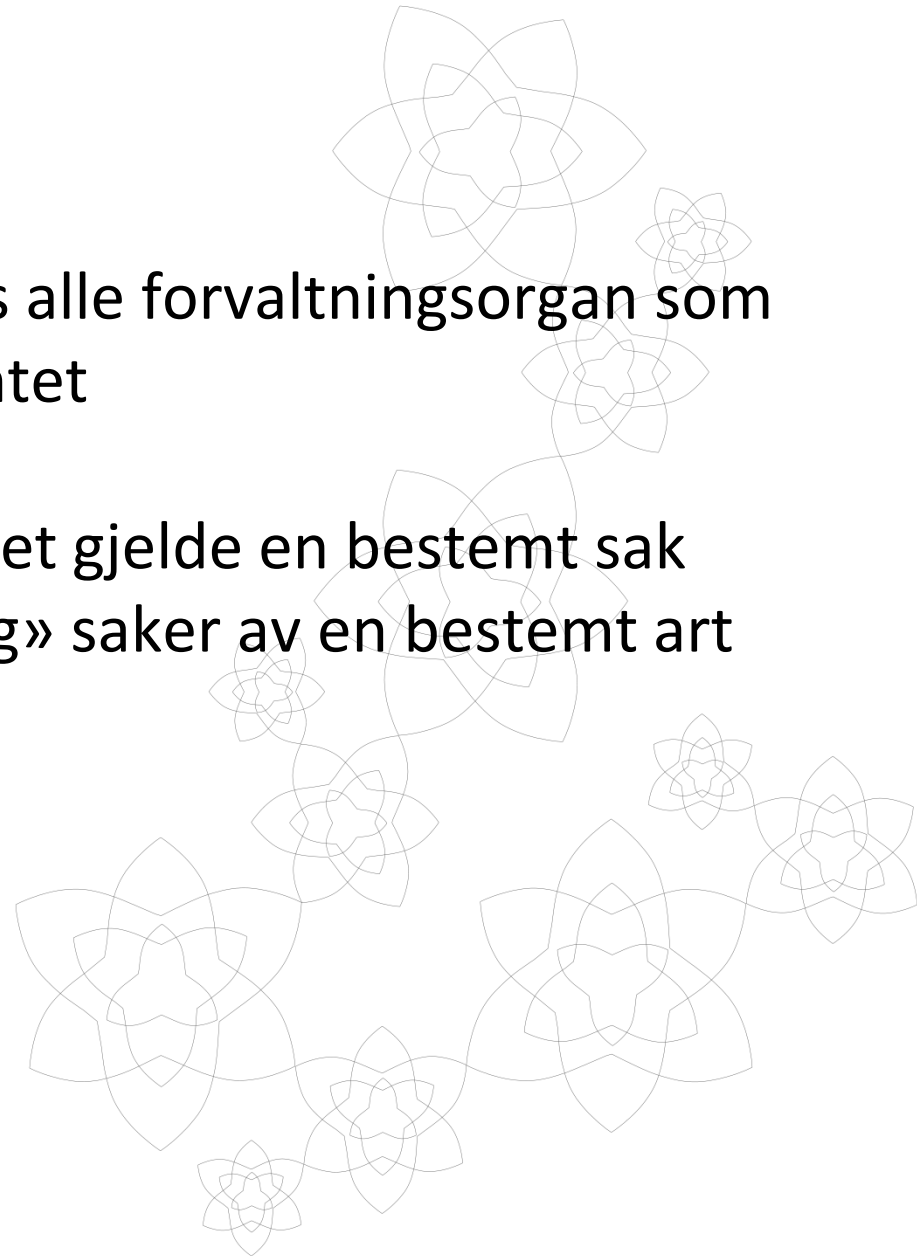 s alle forvaltningsorgan som
ntet
et gjelde en bestemt sak
g» saker av en bestemt art